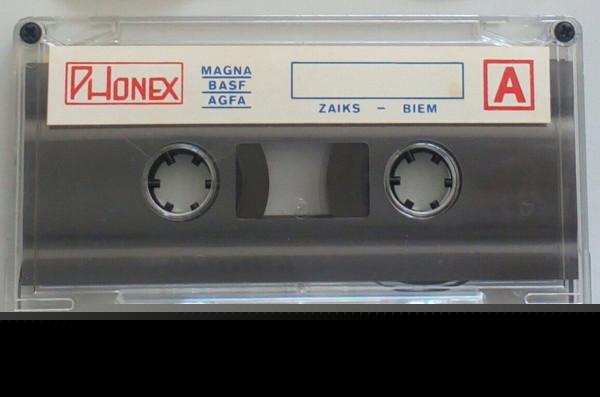 PHONEX
MAGNA
BASF
AGFA
ZAIKS – BIEM
A